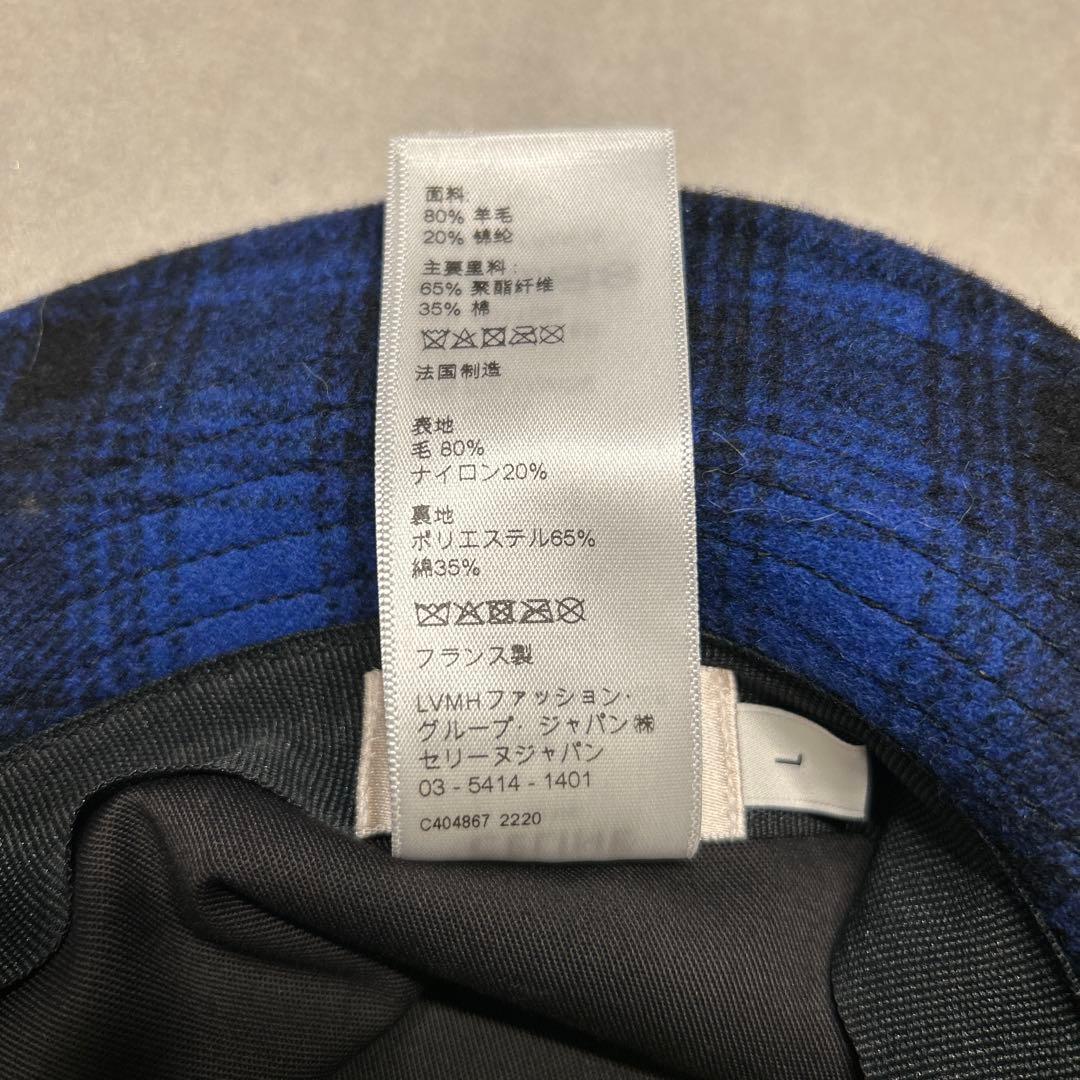 面料:
80% 羊毛
20% 锦纶
主要里料:
65% 聚酯纤维
35% 棉
法国制造
表地
毛 80%
ナイロン20%
裏地
ポリエステル65%
綿35%
フランス製
LVMHファッション・
グループ・ジャパン㈱
セリーヌジャパン
03 - 5414 - 1401
C404867 2220
L